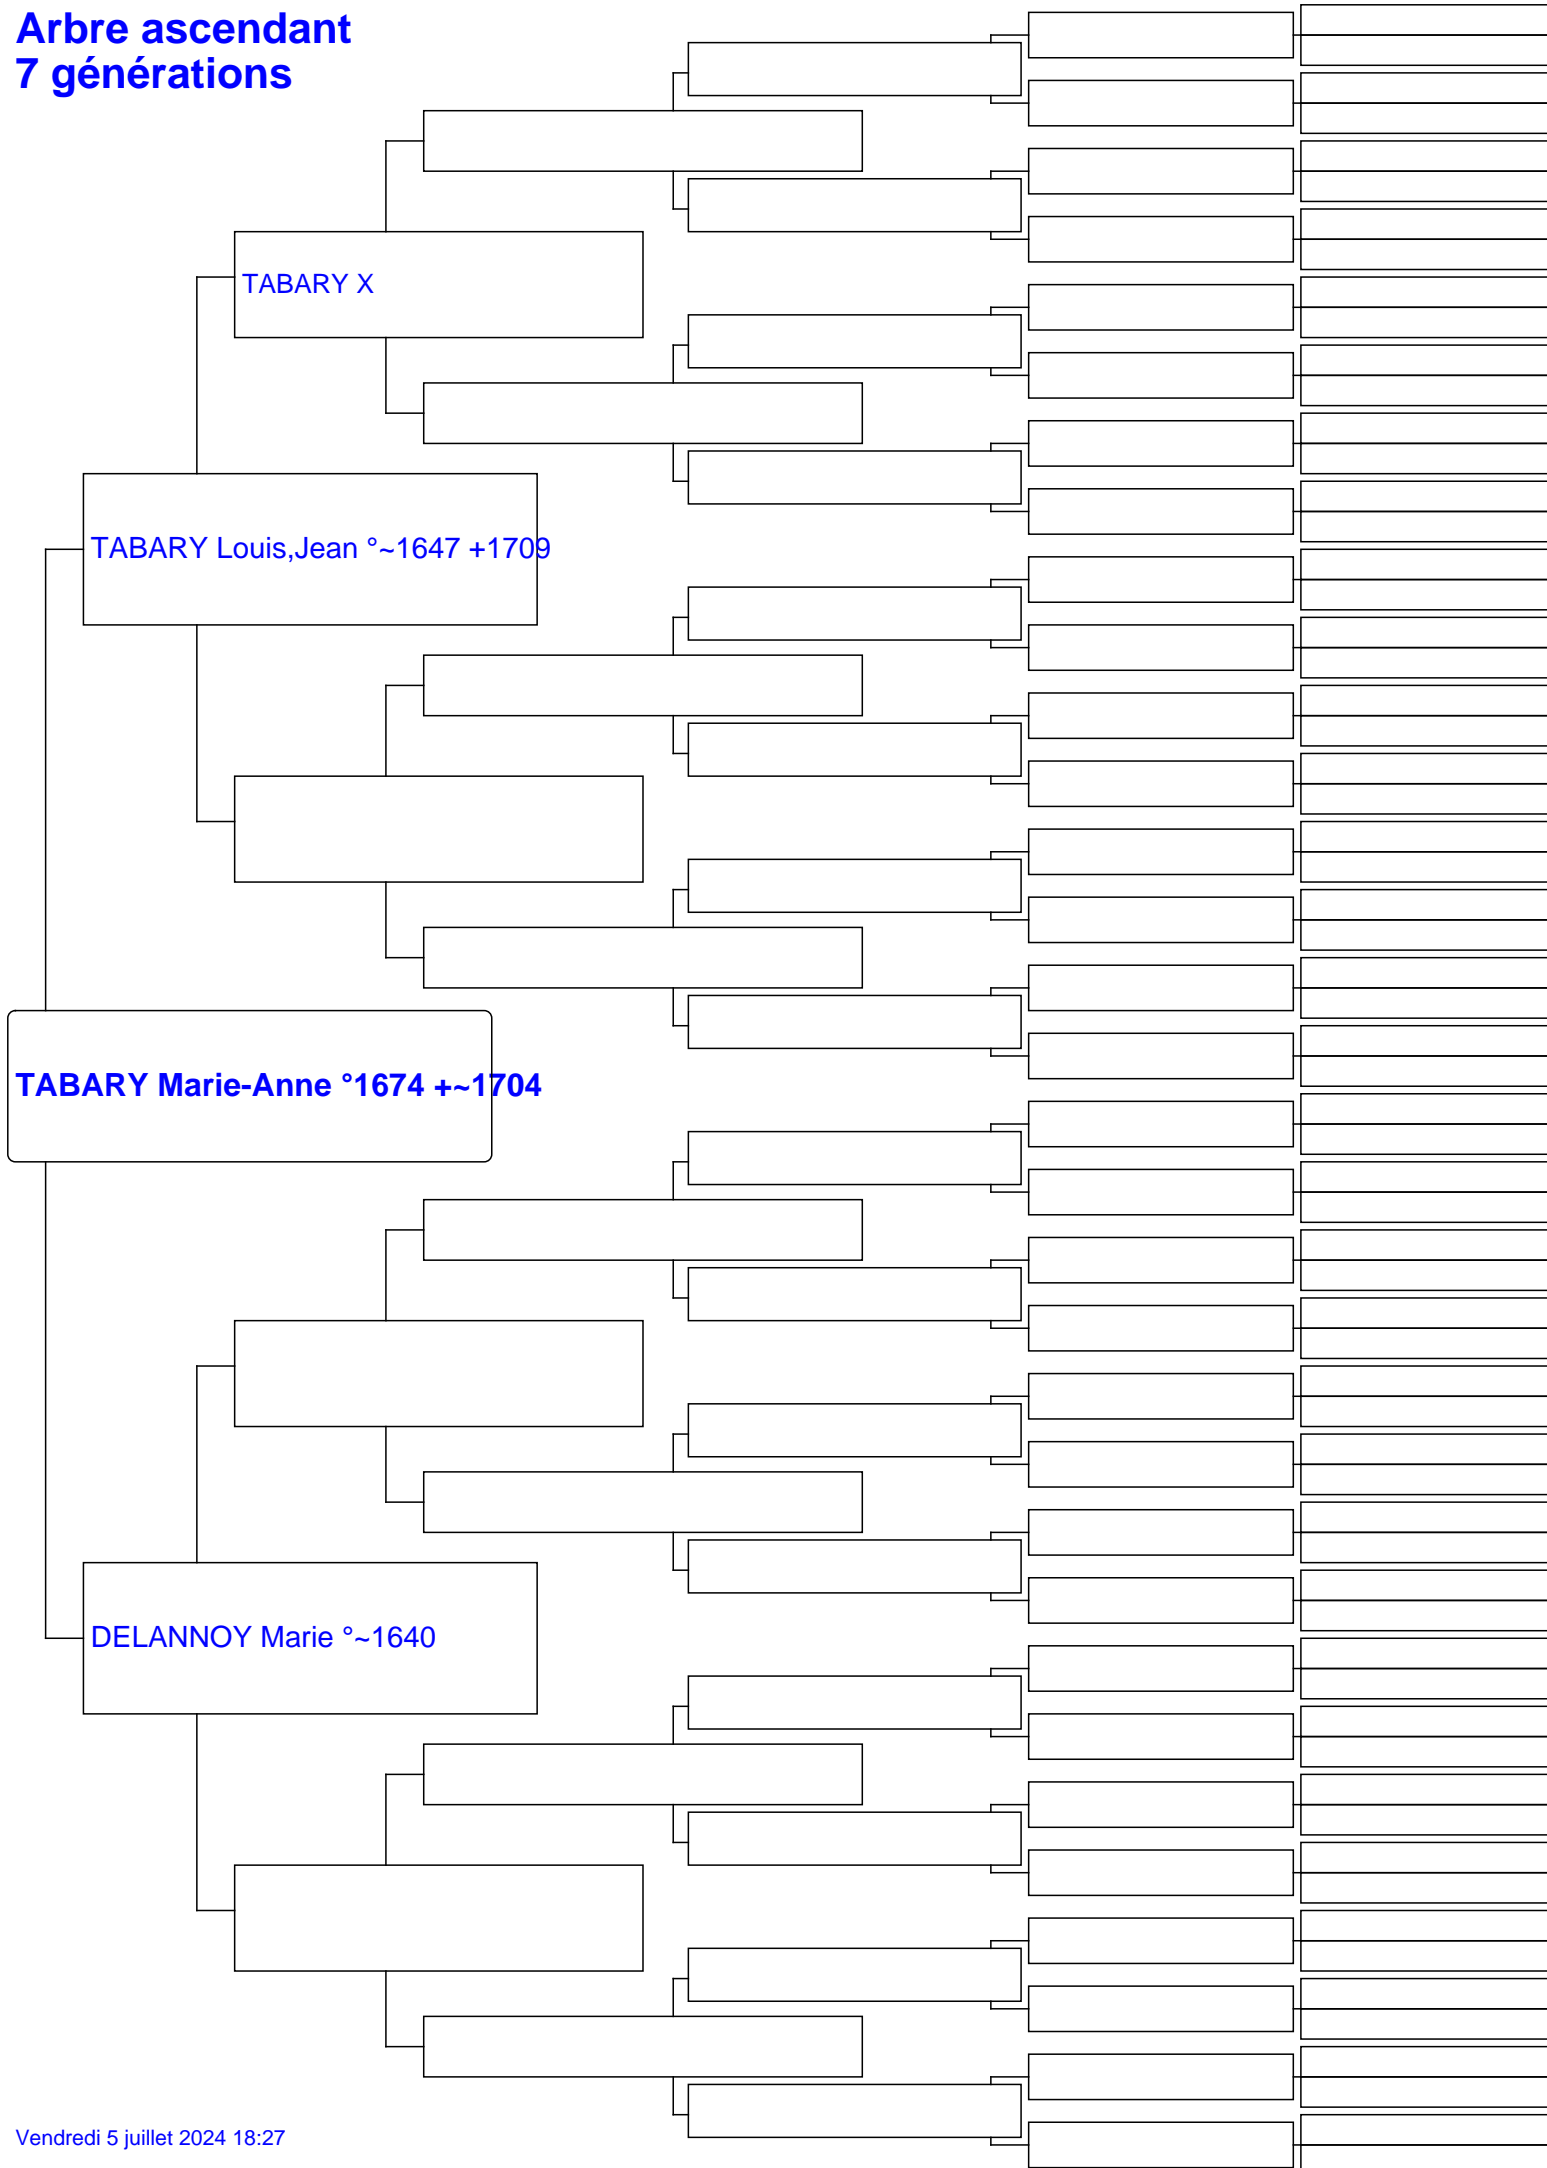 Arbre ascendant
7 générations
TABARY X
TABARY Louis,Jean °~1647 +1709
TABARY Marie-Anne °1674 +~1704
DELANNOY Marie °~1640
Vendredi 5 juillet 2024 18:27